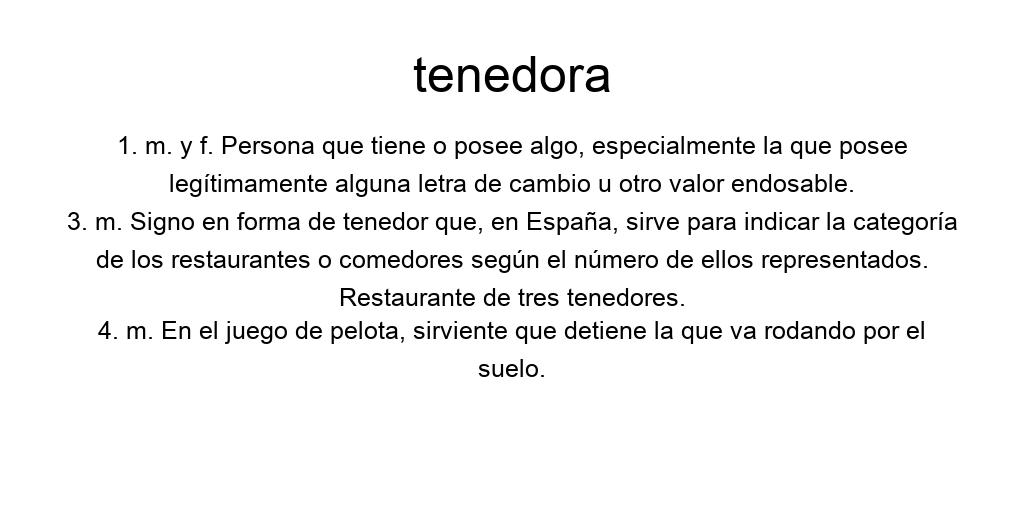 tenedora
1. m. y f. Persona que tiene o posee algo, especialmente la que posee
legítimamente alguna letra de cambio u otro valor endosable.
3. m. Signo en forma de tenedor que, en España, sirve para indicar la categoría
de los restaurantes o comedores según el número de ellos representados.
Restaurante de tres tenedores.
4. m. En el juego de pelota, sirviente que detiene la que va rodando por el
suelo.